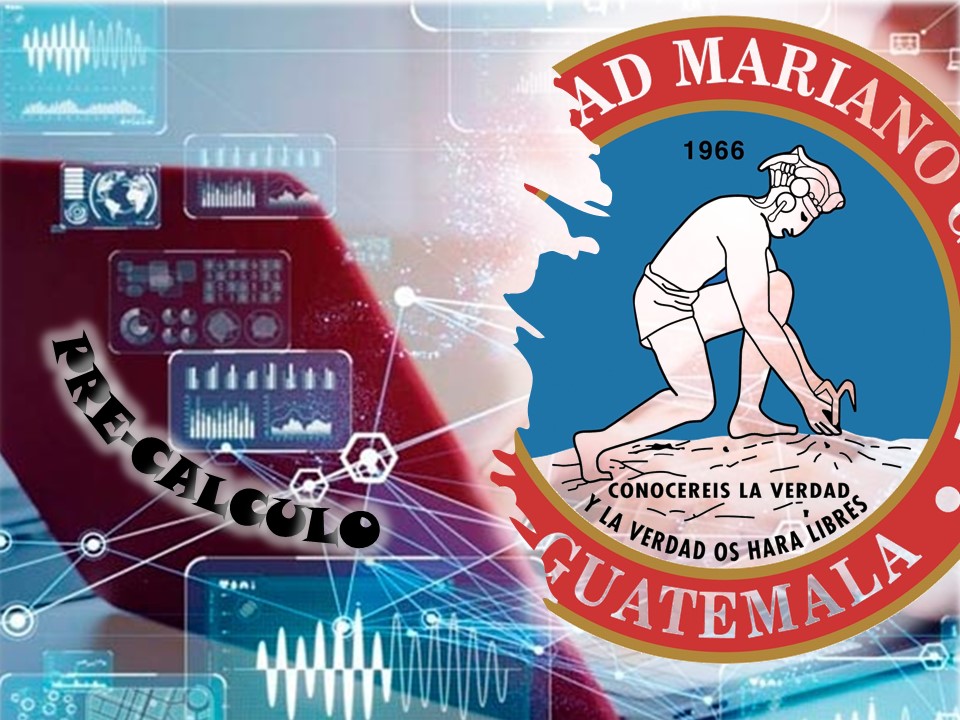 AD MARIANO G
1966
PRE-CALCULO
CONOCEREIS LA VERDAD
Y LA VERDAD OS HARA LIBRES
GUATEMALA